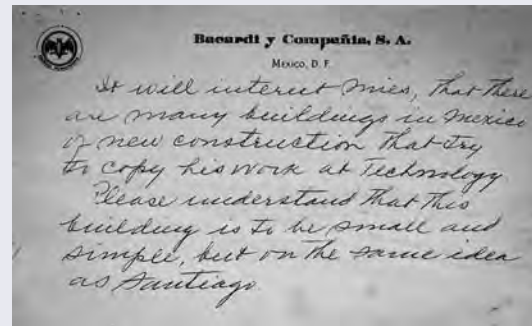 Bacardi y Compañia, S. A.
MEXICO, D. F.
It will interest Mies, that there
are many buildings in Mexico
of new construction that try
to copy his work at Technology
Please understand that this
building is to be small and
simple, but on the same idea
as Santiago.